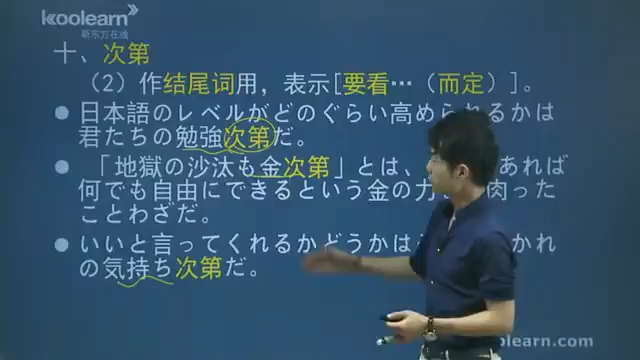 koolearn
新东方在线
十、次第
（2）作结尾词用，表示[要看…（而定）]。
● 日本語のレベルがどのぐらい高められるかは
君たちの勉強次第だ。
● 「地獄の沙汰も金次第」とは、 あれば
何でも自由にできるという金の力 肉った
ことわざだ。
● いいと言ってくれるかどうかは かれ
の気持ち次第だ。
olearn.com